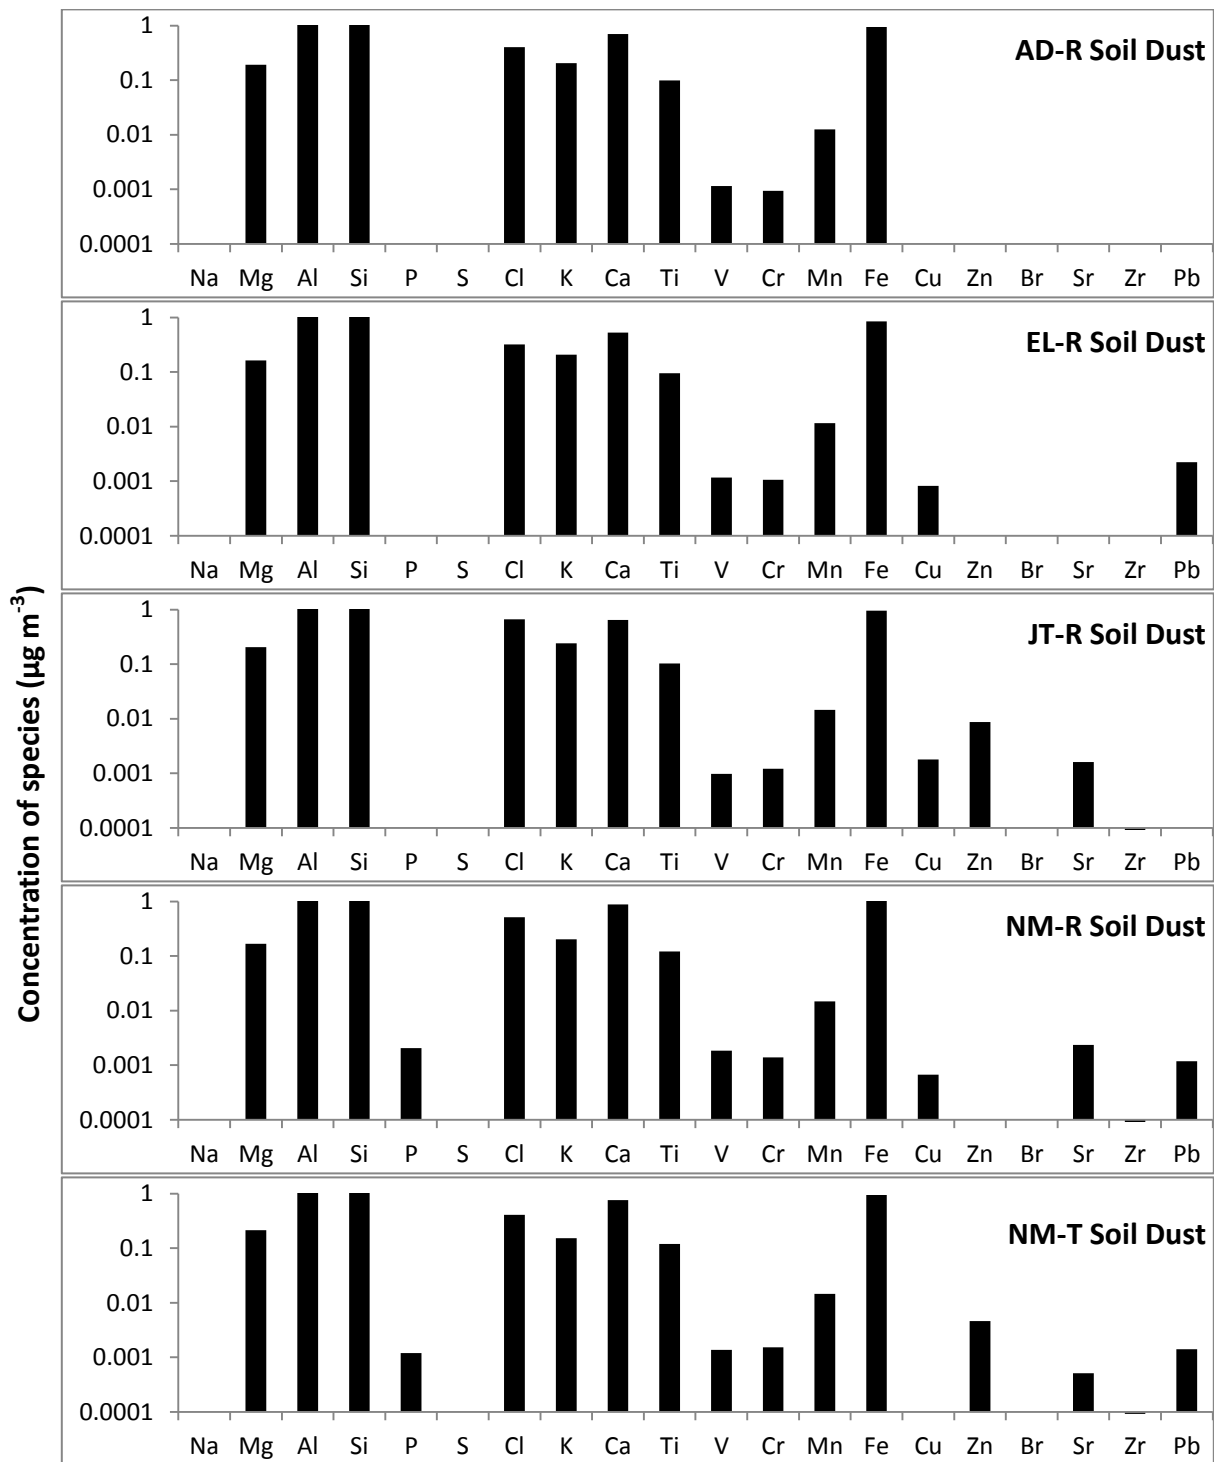 Concentration of species (µg m⁻³)
AD-R Soil Dust
1
0.1
0.01
0.001
0.0001
Na Mg Al Si P S Cl K Ca Ti V Cr Mn Fe Cu Zn Br Sr Zr Pb
EL-R Soil Dust
1
0.1
0.01
0.001
0.0001
Na Mg Al Si P S Cl K Ca Ti V Cr Mn Fe Cu Zn Br Sr Zr Pb
JT-R Soil Dust
1
0.1
0.01
0.001
0.0001
Na Mg Al Si P S Cl K Ca Ti V Cr Mn Fe Cu Zn Br Sr Zr Pb
NM-R Soil Dust
1
0.1
0.01
0.001
0.0001
Na Mg Al Si P S Cl K Ca Ti V Cr Mn Fe Cu Zn Br Sr Zr Pb
NM-T Soil Dust
1
0.1
0.01
0.001
0.0001
Na Mg Al Si P S Cl K Ca Ti V Cr Mn Fe Cu Zn Br Sr Zr Pb